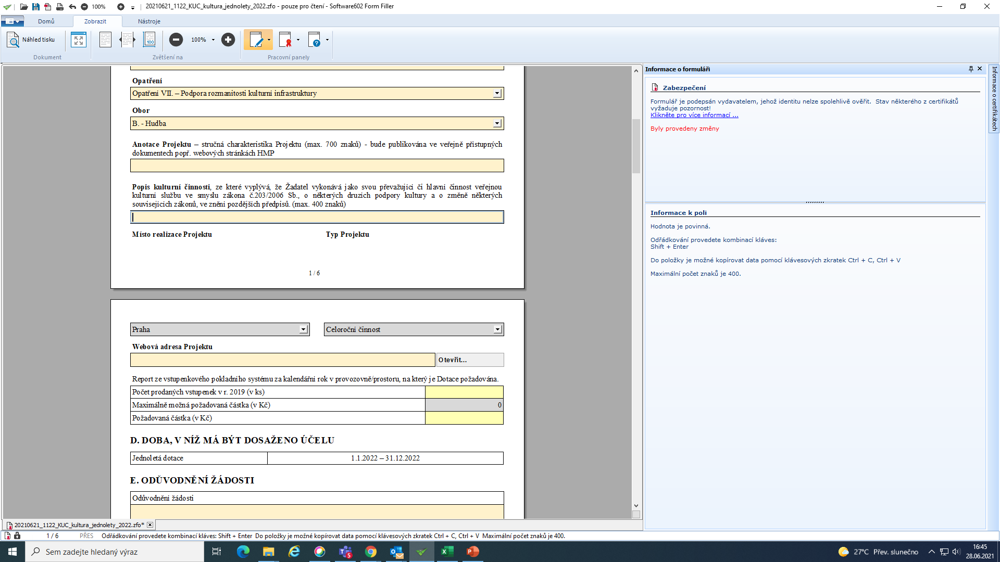 100%
20210621_1122_KUC_kultura_jednolety_2022.zfo - pouze pro čtení - Software602 Form Filler
Domů
Zobrazit
Nástroje
Náhled tisku
100
100%
Dokument
Zvětšení na
Pracovní panely
Opatření
Opatření VII. – Podpora rozmanitosti kulturní infrastruktury
Obor
B. - Hudba
Anotace Projektu – stručná charakteristika Projektu (max. 700 znaků) - bude publikována ve veřejně přístupných
dokumentech popř. webových stránkách HMP
Popis kulturní činnosti, ze které vyplývá, že Žadatel vykonává jako svou převažující či hlavní činnost veřejnou
kulturní službu ve smyslu zákona č.203/2006 Sb., o některých druzích podpory kultury a o změně některých
souvisejících zákonů, ve znění pozdějších předpisů. (max. 400 znaků)
Místo realizace Projektu
Typ Projektu
1 / 6
Praha
Celoroční činnost
Webová adresa Projektu
Otevřít...
Report ze vstupenkového pokladního systému za kalendářní rok v provozovně/prostoru, na který je Dotace požadována.
Počet prodaných vstupenek v r. 2019 (v ks)
Maximálně možná požadovaná částka (v Kč)
0
Požadovaná částka (v Kč)
D. DOBA, V NÍŽ MÁ BÝT DOSAŽENO ÚČELU
Jednoletá dotace
1.1.2022 – 31.12.2022
E. ODŮVODNĚNÍ ŽÁDOSTI
Odůvodnění žádosti
Informace o formuláři
Zabezpečení
Formulář je podepsán vydavatelem, jehož identitu nelze spolehlivě ověřit. Stav některého z certifikátů
vyžaduje pozornost!
Klikněte pro více informací ...
Byly provedeny změny
Informace k poli
Hodnota je povinná.
Odřádkování provedete kombinací kláves:
Shift + Enter
Do položky je možné kopírovat data pomocí klávesových zkratek Ctrl + C, Ctrl + V
Maximální počet znaků je 400.
Informace o certifikátech
20210621_1122_KUC_kultura_jednolety_2022.zfo*
1 / 6
PŘES
Odřádkování provedete kombinací kláves: Shift + Enter Do položky je možné kopírovat data pomocí klávesových zkratek Ctrl + C, Ctrl + V Maximální počet znaků je 400.
Sem zadejte hledaný výraz
5
27°C Přev. slunečno
16:45
28.06.2021